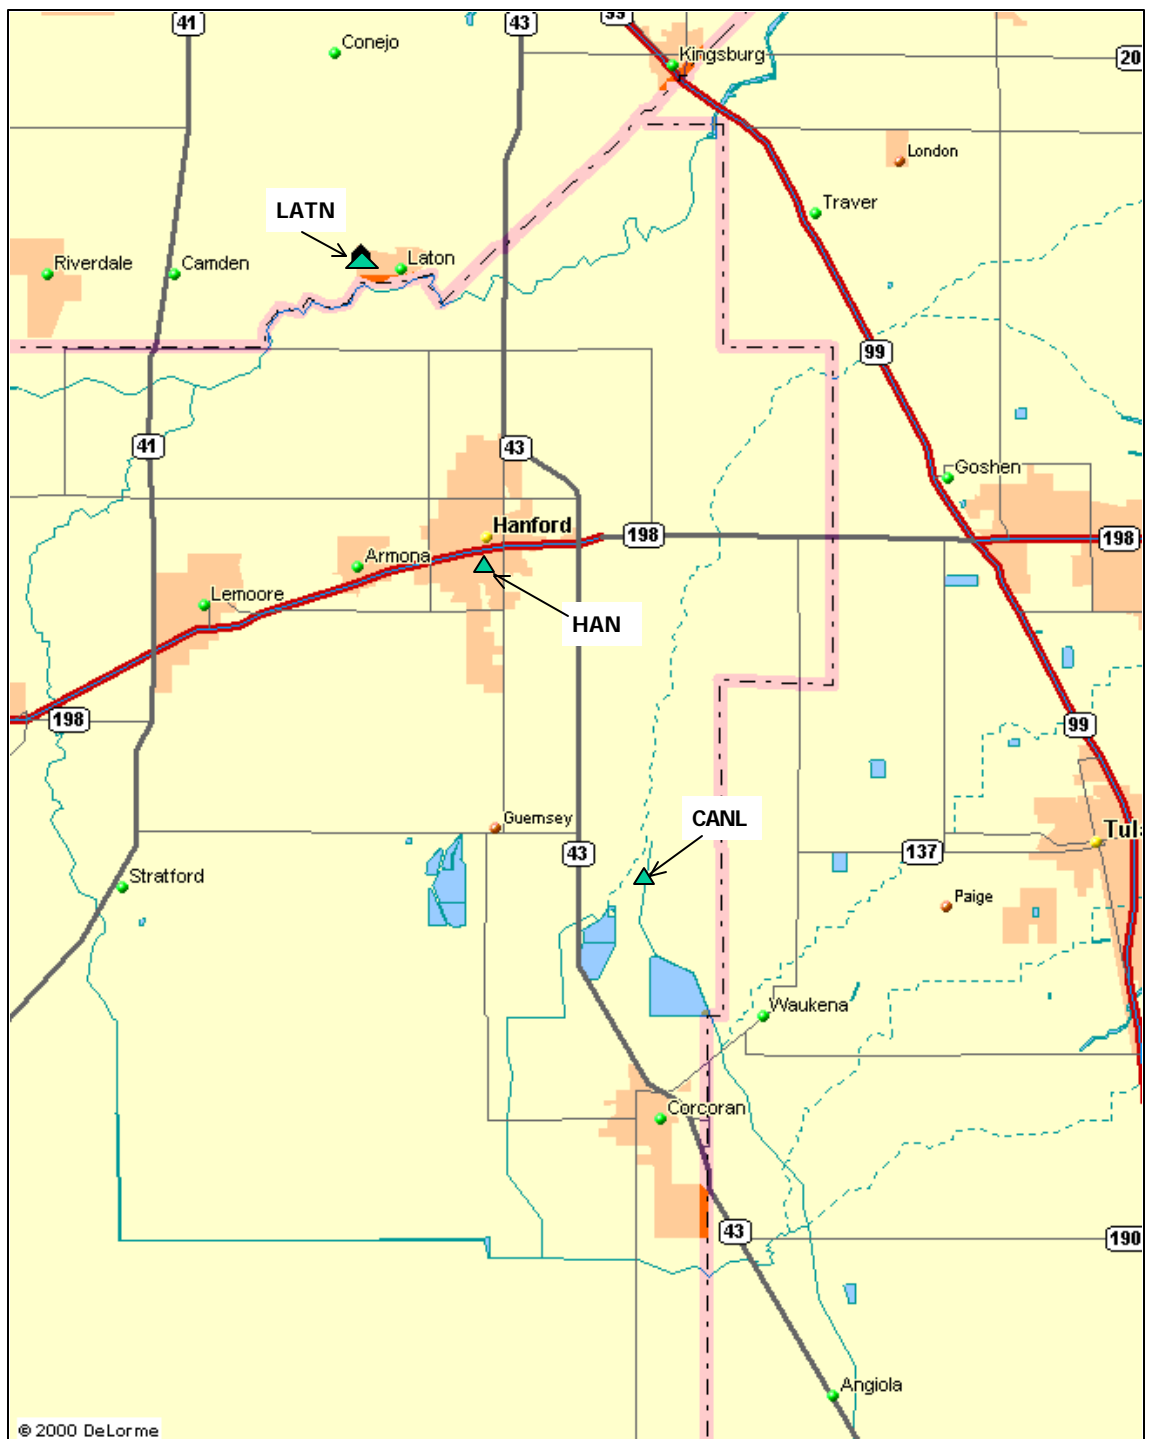 41
43
99
Conejo
Kingsburg
20
London
LATN
Traver
Riverdale
Camden
Laton
99
41
43
Goshen
Hanford
198
198
Armona
Lemoore
HAN
198
99
Guernsey
CANL
Tul
43
137
Stratford
Paige
Waukena
Corcoran
43
190
Angiola
© 2000 DeLorme